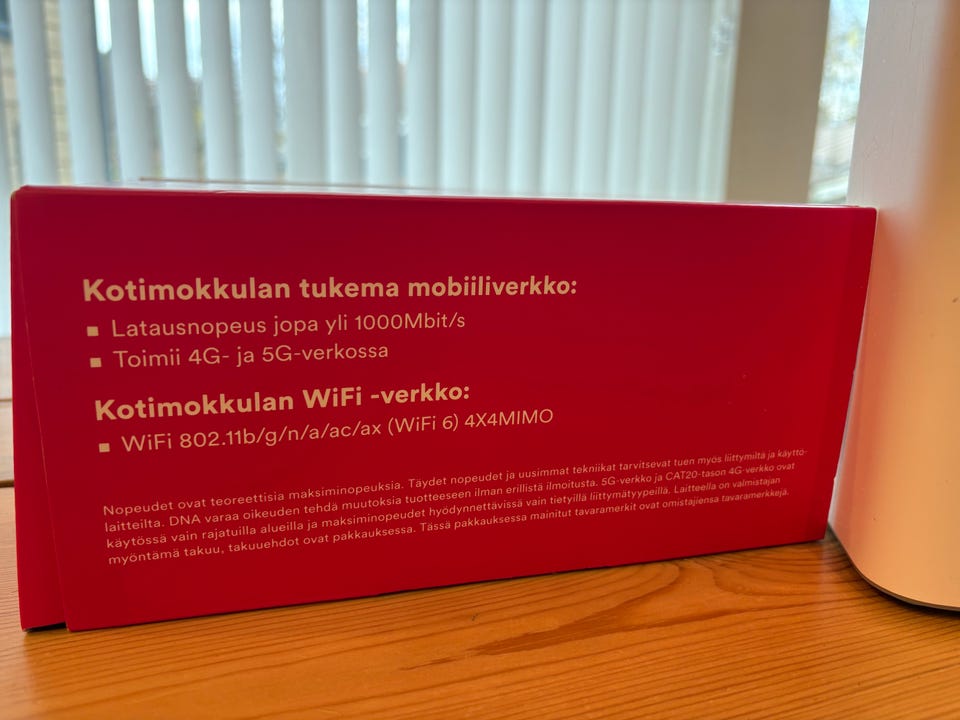 Kotimokkulan tukema mobiiliverkko:
▪ Latausnopeus jopa yli 1000Mbit/s
▪ Toimii 4G- ja 5G-verkossa
Kotimokkulan WiFi -verkko:
▪ WiFi 802.11b/g/n/a/ac/ax (WiFi 6) 4X4MIMO
Nopeudet ovat teoreettisia maksiminopeuksia. Täydet nopeudet ja uusimmat tekniikat tarvitsevat tuen myös liittymiltä ja käyttö-
laitteilta. DNA varaa oikeuden tehdä muutoksia tuotteeseen ilman erillistä ilmoitusta. 5G-verkko ja CAT20-tason 4G-verkko ovat
käytössä vain rajatuilla alueilla ja maksiminopeudet hyödynnettävissä vain tietyillä liittymätyypeillä. Laitteella on valmistajan
myöntämä takuu, takuuehdot ovat pakkauksessa. Tässä pakkauksessa mainitut tavaramerkit ovat omistajiensa tavaramerkkejä.